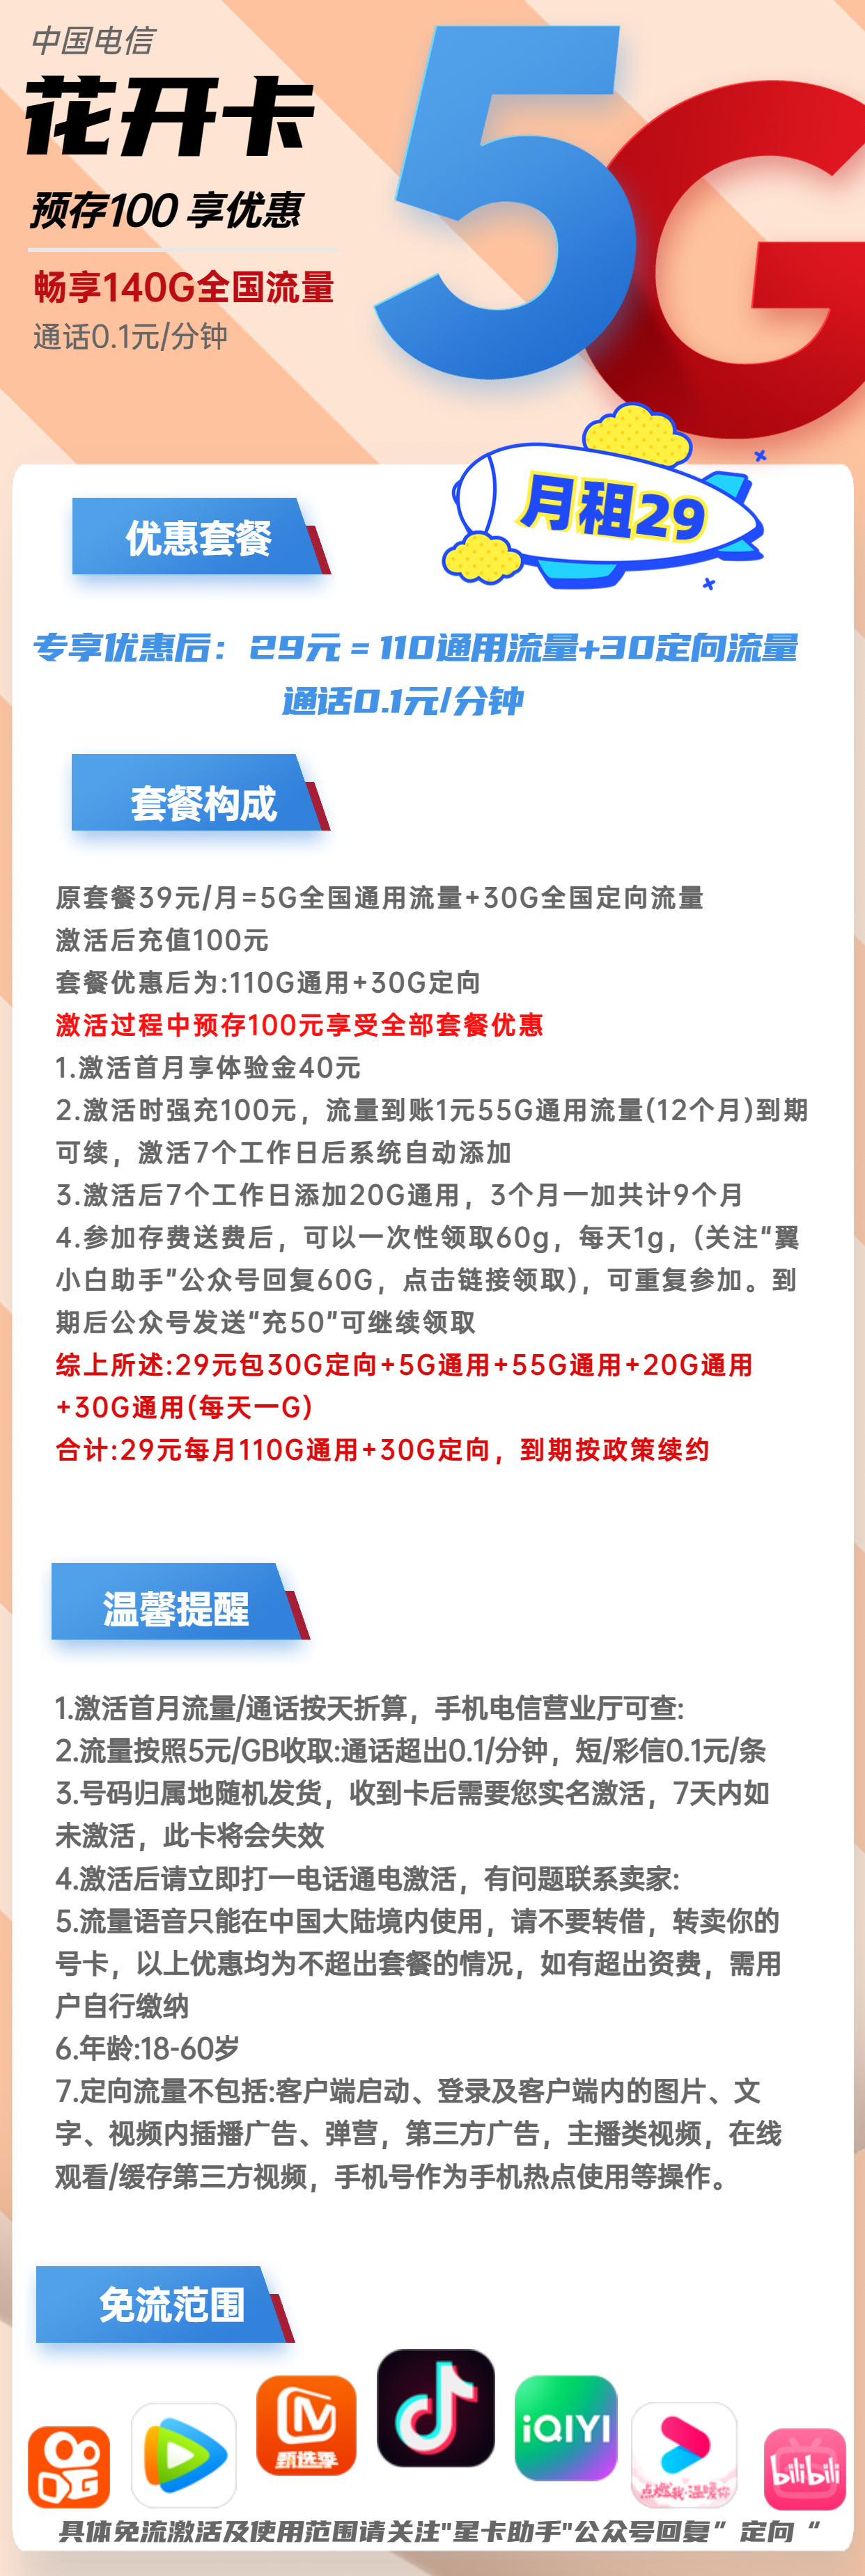 中国电信
花开卡
预存100 享优惠
畅享140G全国流量
通话0.1元/分钟
5G
月租29
优惠套餐
专享优惠后：29元=110通用流量+30定向流量
通话0.1元/分钟
套餐构成
原套餐39元/月=5G全国通用流量+30G全国定向流量
激活后充值100元
套餐优惠后为:110G通用+30G定向
激活过程中预存100元享受全部套餐优惠
1.激活首月享体验金40元
2.激活时强充100元，流量到账1元55G通用流量(12个月)到期
可续，激活7个工作日后系统自动添加
3.激活后7个工作日添加20G通用，3个月一加共计9个月
4.参加存费送费后，可以一次性领取60g，每天1g，(关注"翼
小白助手"公众号回复60G，点击链接领取)，可重复参加。到
期后公众号发送"充50"可继续领取
综上所述:29元包30G定向+5G通用+55G通用+20G通用
+30G通用(每天一G)
合计:29元每月110G通用+30G定向，到期按政策续约
温馨提醒
1.激活首月流量/通话按天折算，手机电信营业厅可查:
2.流量按照5元/GB收取:通话超出0.1/分钟，短/彩信0.1元/条
3.号码归属地随机发货，收到卡后需要您实名激活，7天内如
未激活，此卡将会失效
4.激活后请立即打一电话通电激活，有问题联系卖家:
5.流量语音只能在中国大陆境内使用，请不要转借，转卖你的
号卡，以上优惠均为不超出套餐的情况，如有超出资费，需用
户自行缴纳
6.年龄:18-60岁
7.定向流量不包括:客户端启动、登录及客户端内的图片、文
字、视频内插播广告、弹营，第三方广告，主播类视频，在线
观看/缓存第三方视频，手机号作为手机热点使用等操作。
免流范围
甄选季
iQIYI
点燃我·温暖你
bilibili
具体免流激活及使用范围请关注"星卡助手"公众号回复”定向“